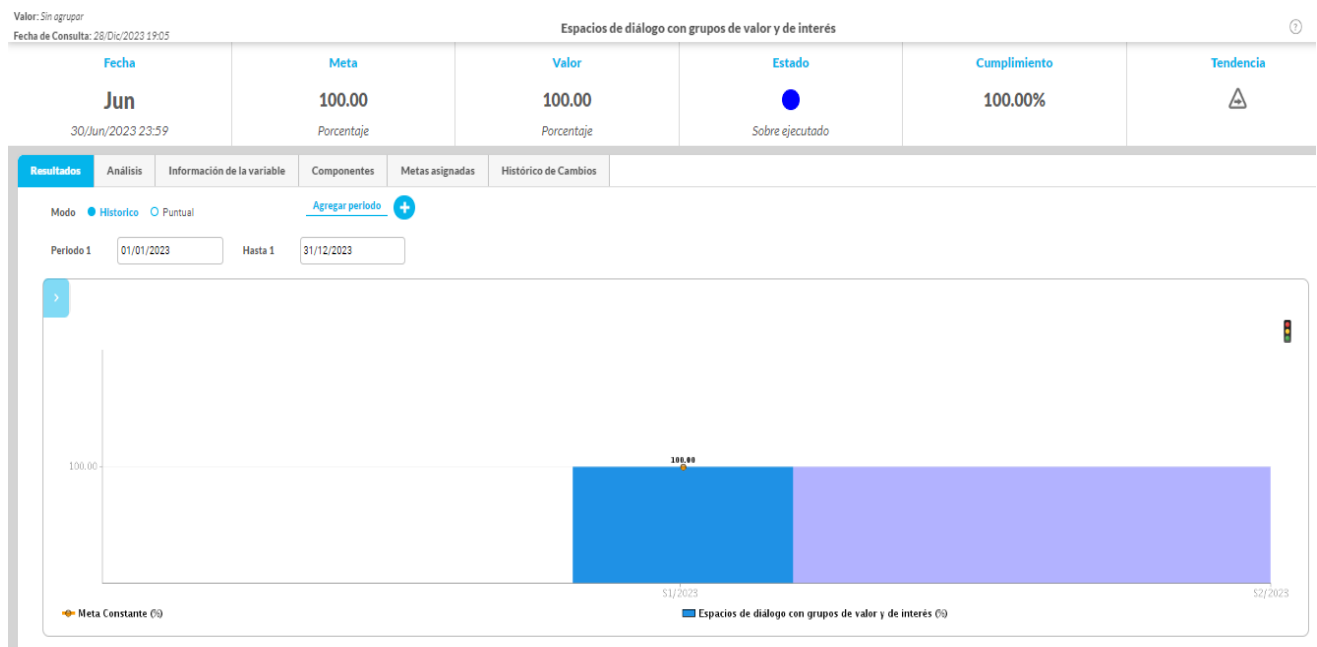 Valor: Sin agrupar
Fecha de Consulta: 28/Dic/2023 19:05
Espacios de diálogo con grupos de valor y de interés
?
Fecha Meta Valor Estado Cumplimiento Tendencia
Jun 100.00 100.00 100.00%
30/Jun/2023 23:59 Porcentaje Porcentaje Sobre ejecutado
Resultados Análisis Información de la variable Componentes Metas asignadas Histórico de Cambios
Modo Historico Puntual Agregar periodo +
Periodo 1 01/01/2023 Hasta 1 31/12/2023
>
100.00
100.00
S1/2023 S2/2023
Meta Constante (%) Espacios de diálogo con grupos de valor y de interés (%)